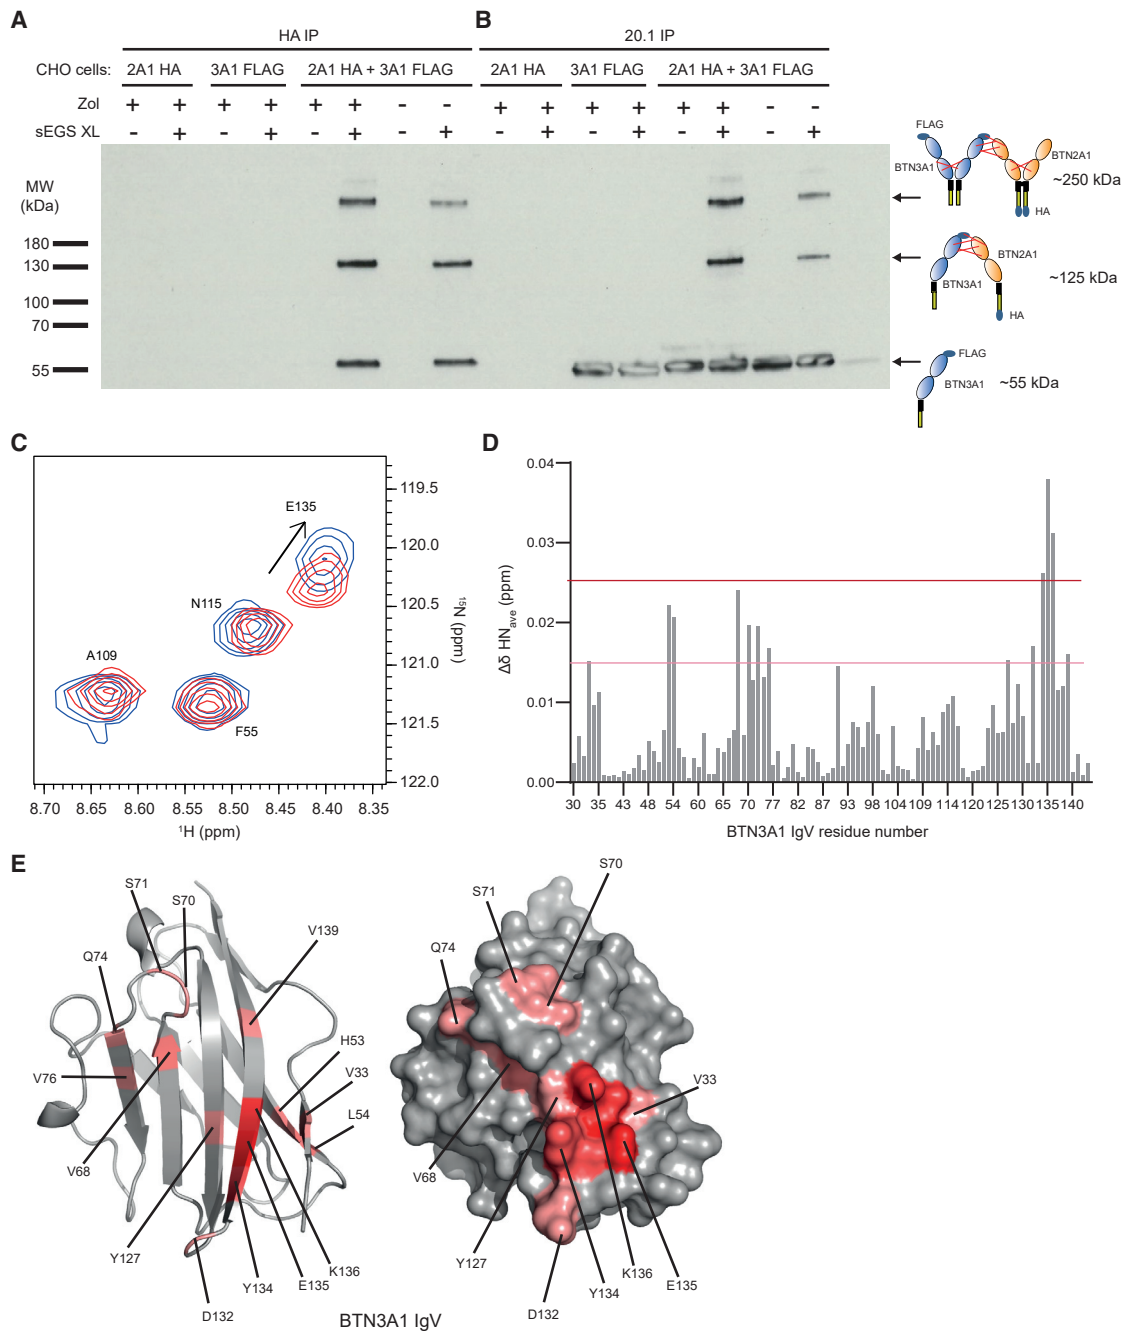 A
B
HA IP
20.1 IP
CHO cells: 2A1 HA 3A1 FLAG 2A1 HA + 3A1 FLAG 2A1 HA 3A1 FLAG 2A1 HA + 3A1 FLAG
Zol + + + + + + - - + + + + + + - -
sEGS XL - + - + - + - + - + - + - + - +
MW
(kDa)
180
130
100
70
55
FLAG
BTN3A1
BTN2A1
~250 kDa
HA
BTN2A1
BTN3A1
~125 kDa
HA
FLAG
BTN3A1
~55 kDa
C
E135
N115
A109
F55
119.5
120.0
120.5
121.0
121.5
122.0
15N (ppm)
8.70 8.65 8.60 8.55 8.50 8.45 8.40 8.35
1H (ppm)
D
0.04
0.03
0.02
0.01
0.00
Δδ HNave (ppm)
30 35 43 48 54 60 65 70 77 82 87 93 98 104 109 114 120 125 130 135 140
BTN3A1 IgV residue number
E
S71
S70
Q74
V139
H53
V33
V76
L54
V68
Y127
K136
E135
Y134
D132
S70
S71
Q74
V33
V68
Y127
K136
E135
Y134
D132
BTN3A1 IgV